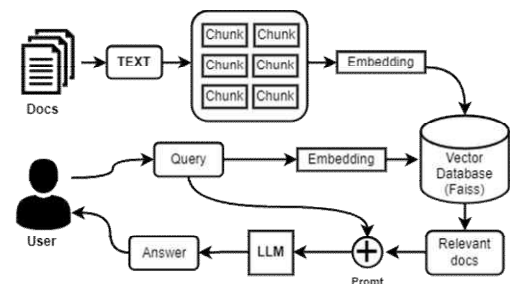 Docs
TEXT
Chunk Chunk
Chunk Chunk
Chunk Chunk
Embedding
User
Query
Embedding
Vector
Database
(Faiss)
Answer
LLM
Promt
Relevant
docs